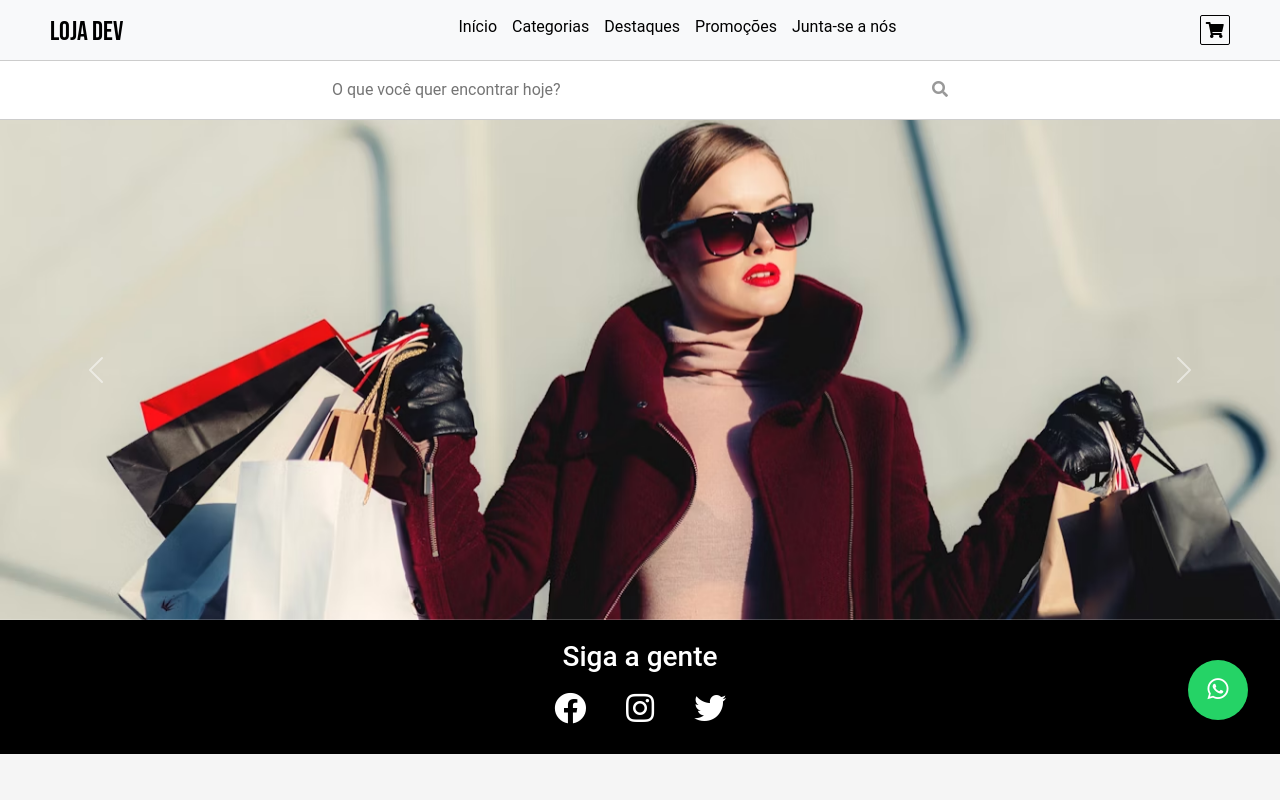 LOJA DEV
Início Categorias Destaques Promoções Junta-se a nós
O que você quer encontrar hoje?
Siga a gente